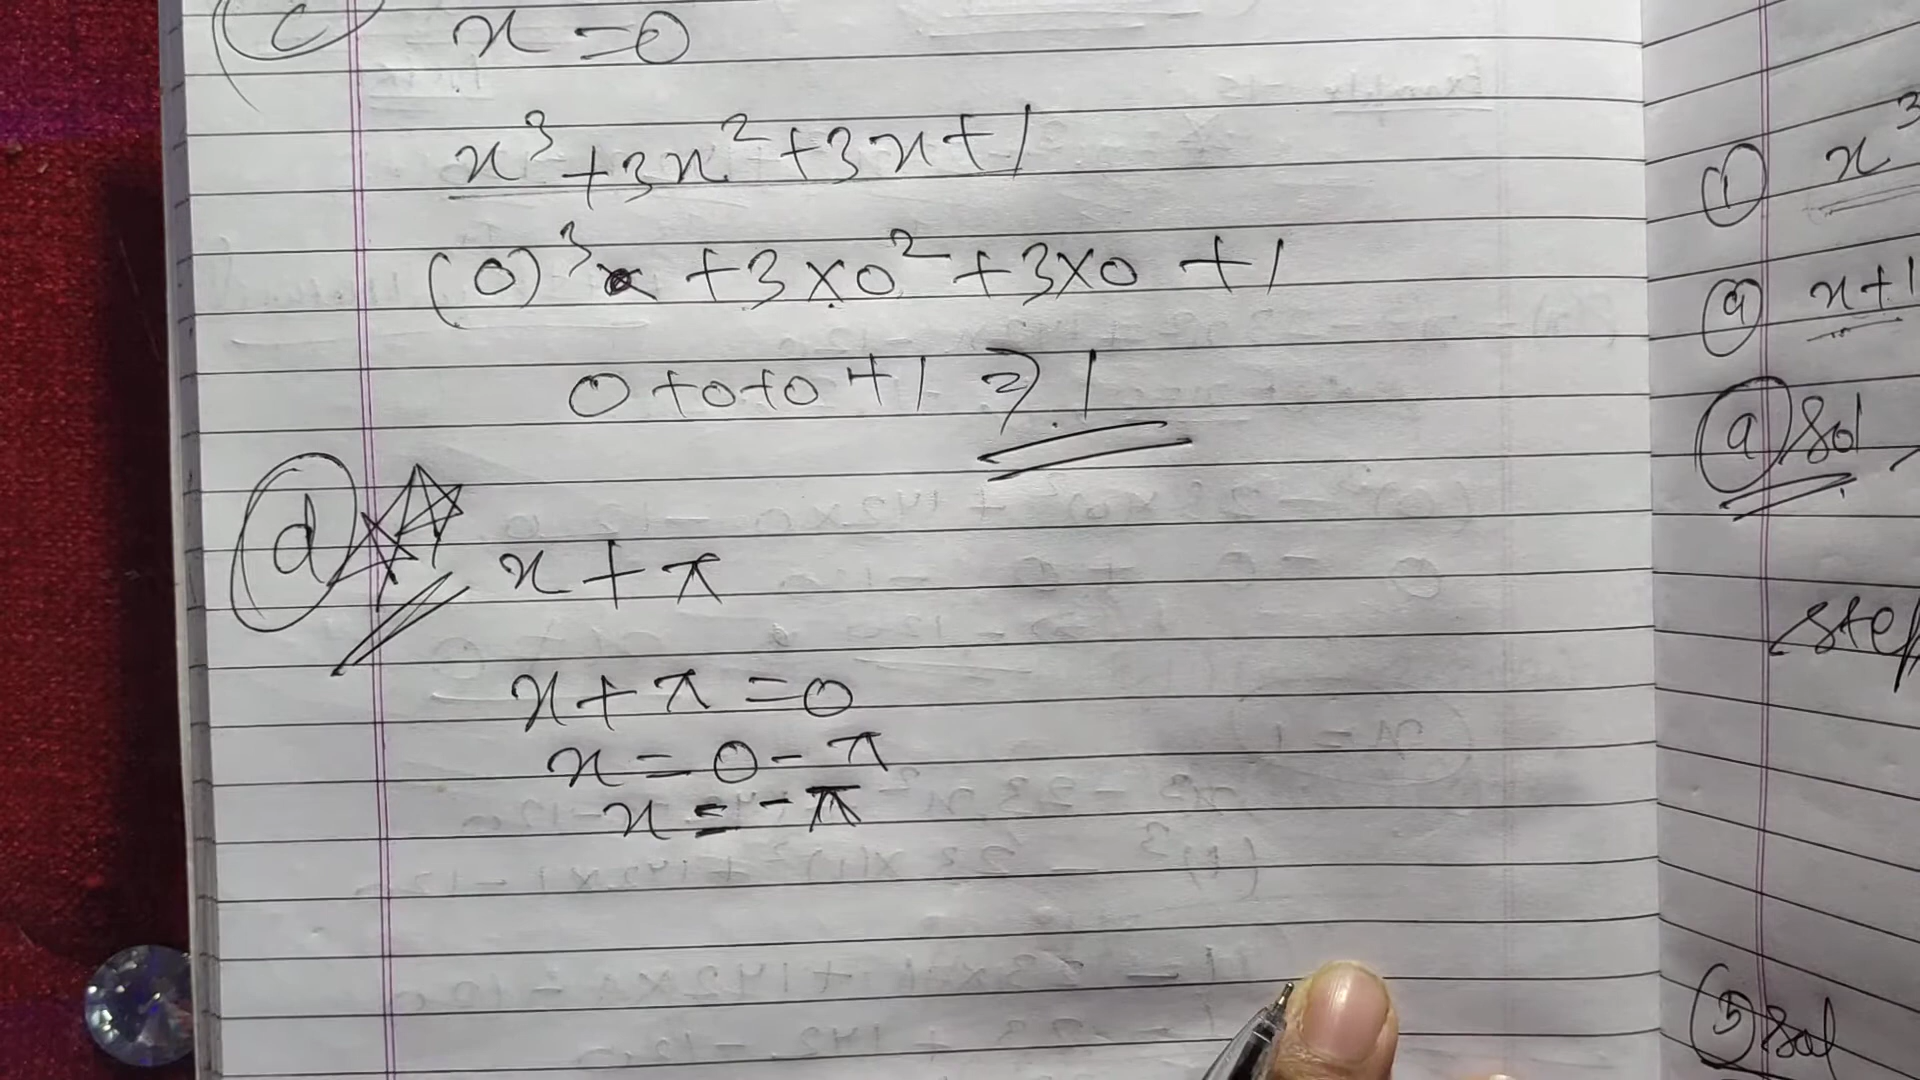 (c) x = 0
x³ + 3x² + 3x + 1
(0)³ + 3×0² + 3×0 + 1
0 + 0 + 0 + 1 ⇒ 1
(d) x + π
x + π = 0
x = 0 - π
x = - π
(1) x³
(a) x + 1
(a) Sol
step
(5) Sol